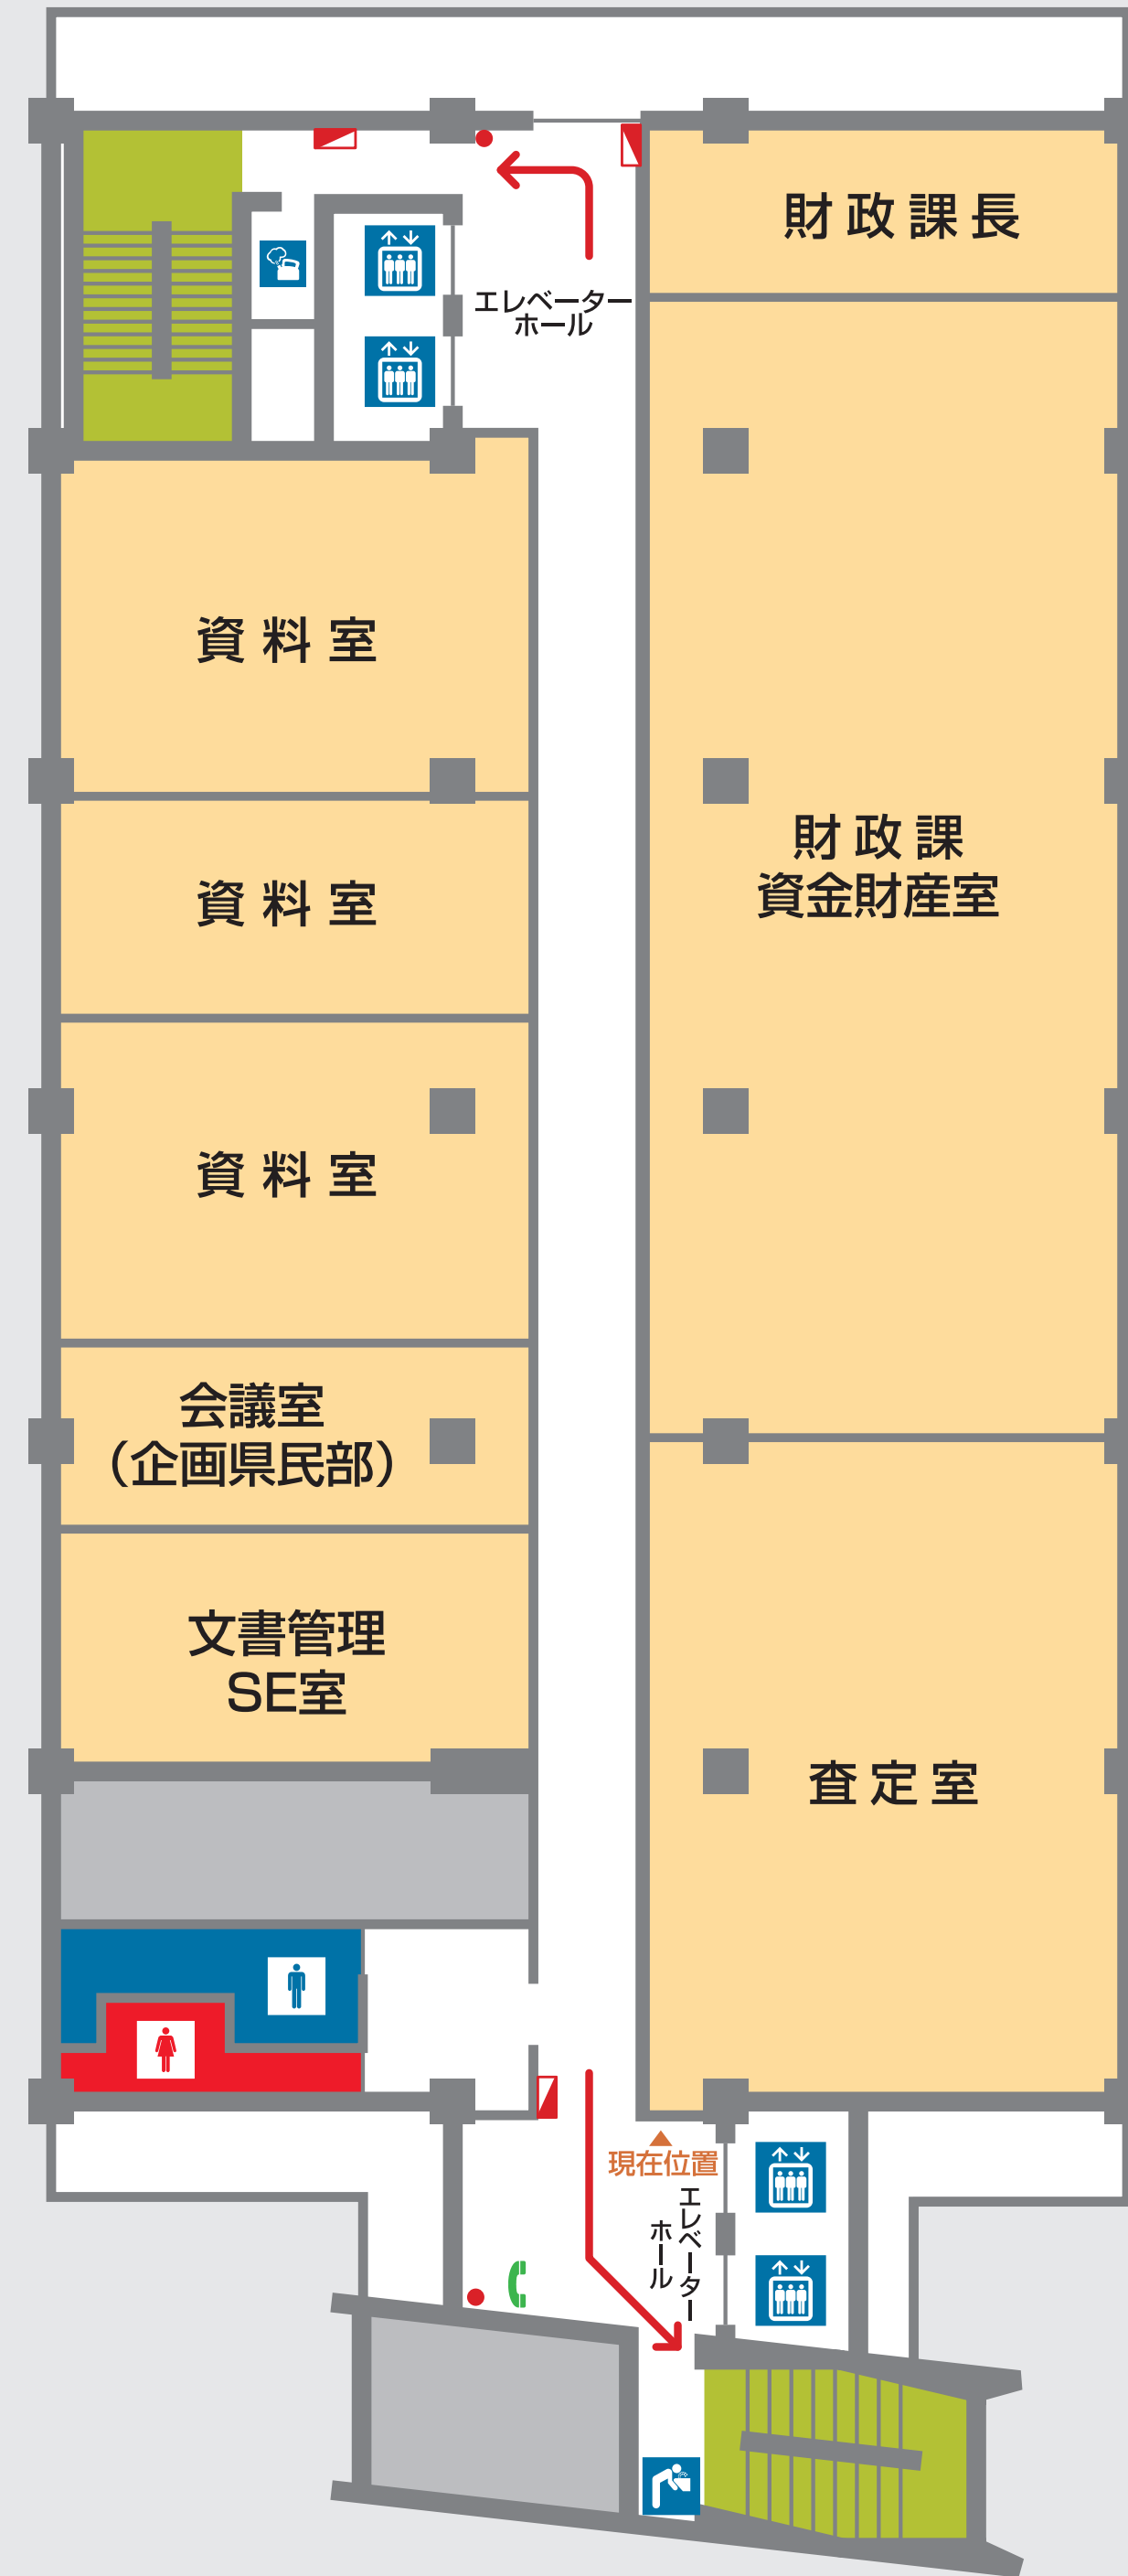 財政課長
エレベーター
ホール
資料室
財政課
資金財産室
資料室
資料室
会議室
（企画県民部）
文書管理
SE室
査定室
現在位置
エレベーター
ホール